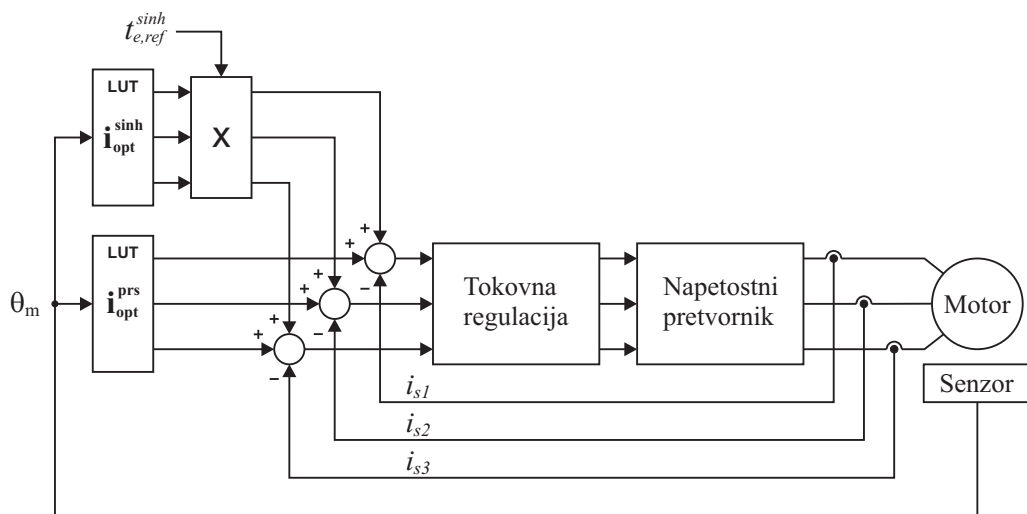 t_{e,ref}^{sinh}
LUT
i_{opt}^{sinh}
X
LUT
i_{opt}^{prs}
θ_m
+
+
−
+
+
−
+
+
−
Tokovna
regulacija
Napetostni
pretvornik
Motor
Senzor
i_{s1}
i_{s2}
i_{s3}